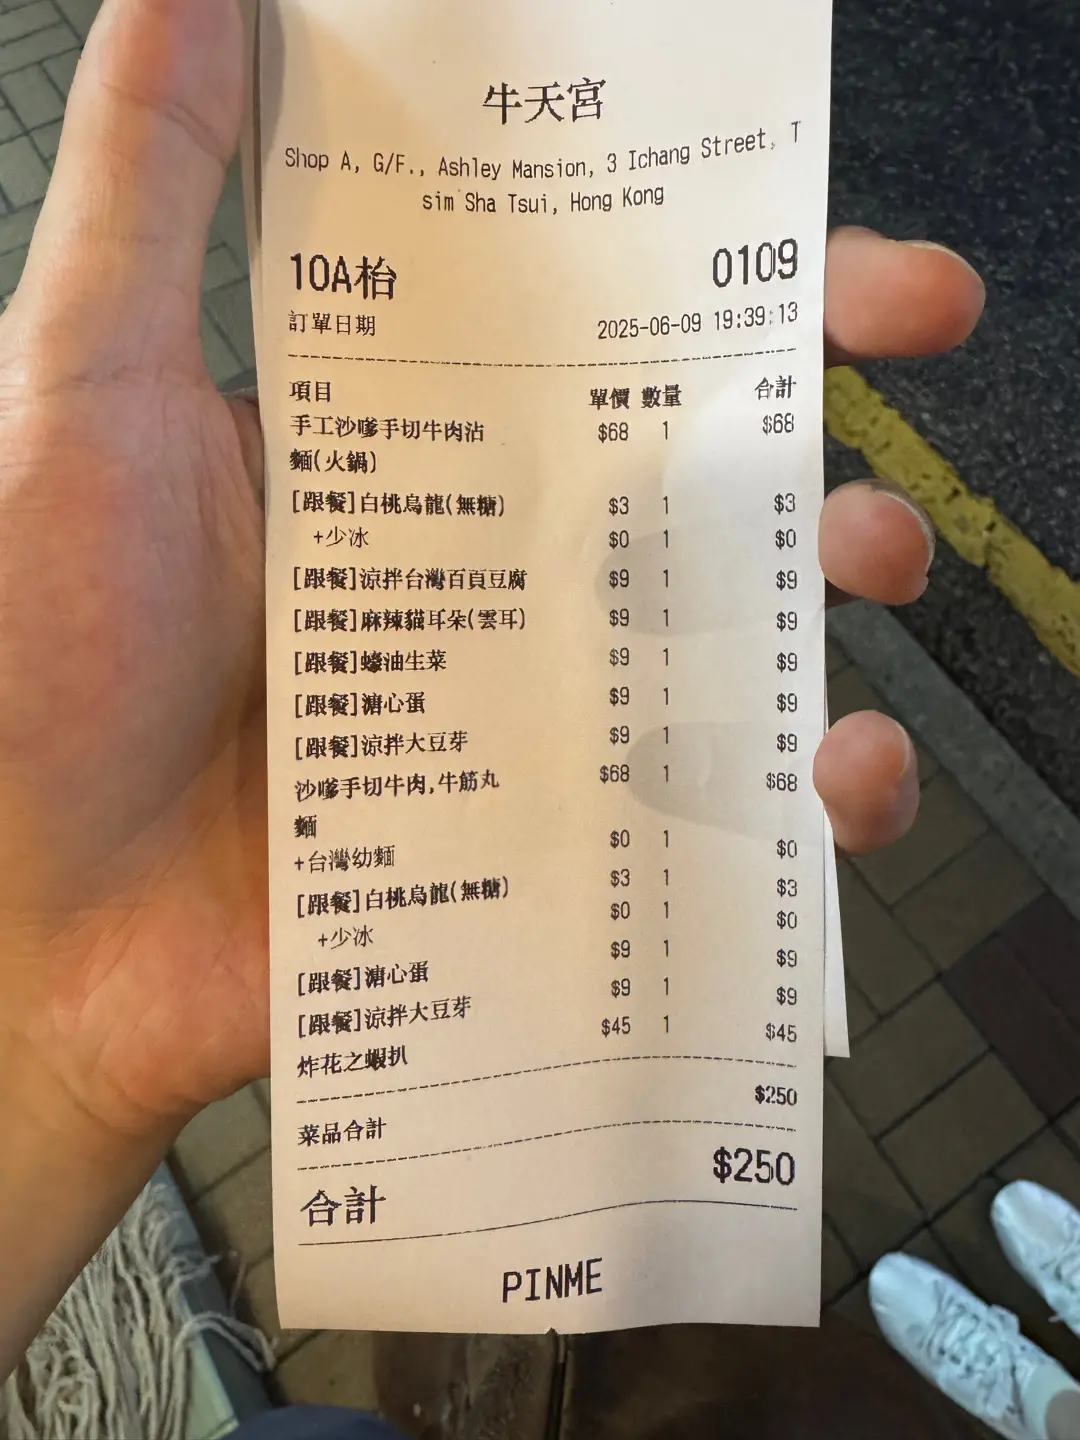 牛天宮
Shop A, G/F., Ashley Mansion, 3 Ichang Street, T
sim Sha Tsui, Hong Kong
10A枱 0109
訂單日期 2025-06-09 19:39:13
項目 單價 數量 合計
手工沙嗲手切牛肉沾 $68 1 $68
麵(火鍋)
[跟餐]白桃烏龍(無糖) $3 1 $3
+少冰 $0 1 $0
[跟餐]涼拌台灣百頁豆腐 $9 1 $9
[跟餐]麻辣貓耳朵(雲耳) $9 1 $9
[跟餐]蠔油生菜 $9 1 $9
[跟餐]溏心蛋 $9 1 $9
[跟餐]涼拌大豆芽 $9 1 $9
沙嗲手切牛肉,牛筋丸 $68 1 $68
麵
+台灣幼麵 $0 1 $0
[跟餐]白桃烏龍(無糖) $3 1 $3
+少冰 $0 1 $0
[跟餐]溏心蛋 $9 1 $9
[跟餐]涼拌大豆芽 $9 1 $9
炸花之蝦扒 $45 1 $45
菜品合計 $250
合計 $250
PINME